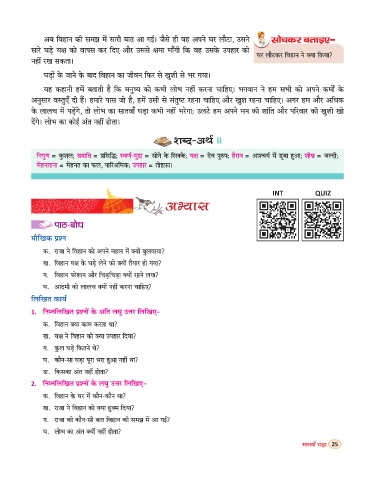 अब विहान को समझ में सारी बात आ गई। जैसे ही वह अपने घर लौटा, उसने
सारे घड़े यक्ष को वापस कर दिए और उससे क्षमा माँगी कि वह उसके उपहार को
नहीं रख सकता।
सोचकर बताइए–
घर लौटकर विहान ने क्या किया?
घड़ों के जाने के बाद विहान का जीवन फिर से खुशी से भर गया।
यह कहानी हमें बताती है कि मनुष्य को कभी लोभ नहीं करना चाहिए। भगवान ने हम सभी को अपने कर्मों के
अनुसार वस्तुएँ दी हैं। हमारे पास जो है, हमें उसी से संतुष्ट रहना चाहिए और खुश रहना चाहिए। अगर हम और अधिक
के लालच में पड़ेंगे, तो लोभ का सातवाँ घड़ा कभी नहीं भरेगा; उलटे हम अपने मन की शांति और परिवार की खुशी खो
देंगे। लोभ का कोई अंत नहीं होता।
शब्द-अर्थ
निपुण = कुशल; ख्याति = प्रसिद्धि; स्वर्ण-मुद्रा = सोने के सिक्के; यक्ष = देव पुरुष; हैरान = आश्चर्य में डूबा हुआ; शीघ्र = जल्दी;
मेहनताना = मेहनत का फल, पारिश्रमिक; उपहार = तोहफ़ा।
अभ्यास
INT QUIZ
पाठ-बोध
मौखिक प्रश्न
क. राजा ने विहान को अपने महल में क्यों बुलवाया?
ख. विहान यक्ष के घड़े लेने को क्यों तैयार हो गया?
ग. विहान परेशान और चिड़चिड़ा क्यों रहने लगा?
घ. आदमी को लालच क्यों नहीं करना चाहिए?
लिखित कार्य
1. निम्नलिखित प्रश्नों के अति लघु उत्तर लिखिए–
क. विहान क्या काम करता था?
ख. यक्ष ने विहान को क्या उपहार दिया?
ग. कुल घड़े कितने थे?
घ. कौन-सा घड़ा पूरा भरा हुआ नहीं था?
ङ. किसका अंत नहीं होता?
2. निम्नलिखित प्रश्नों के लघु उत्तर लिखिए–
क. विहान के घर में कौन-कौन था?
ख. राजा ने विहान को क्या हुक्म दिया?
ग. राजा की कौन-सी बात विहान की समझ में आ गई?
घ. लोभ का अंत क्यों नहीं होता?
सातवाँ घड़ा 25